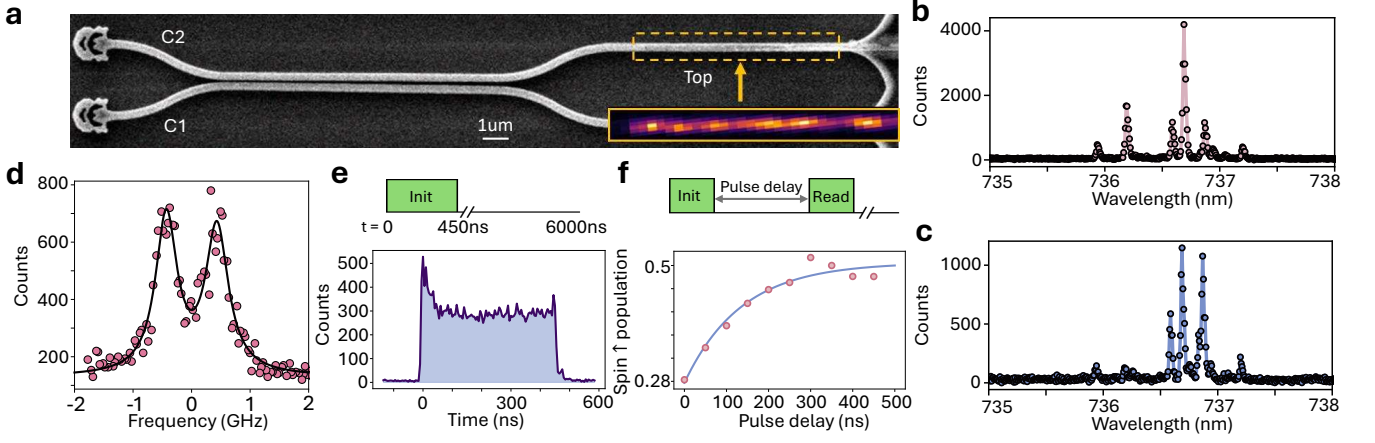 a
C2
C1
Top
1um
b
Counts
4000
2000
0
735
736
737
738
Wavelength (nm)
c
Counts
1000
500
0
735
736
737
738
Wavelength (nm)
d
Counts
800
600
400
200
-2
-1
0
1
2
Frequency (GHz)
e
Init
t = 0
450ns
6000ns
Counts
500
400
300
200
100
0
0
300
600
Time (ns)
f
Init
Pulse delay
Read
Spin ↑ population
0.5
0.28
0
100
200
300
400
500
Pulse delay (ns)